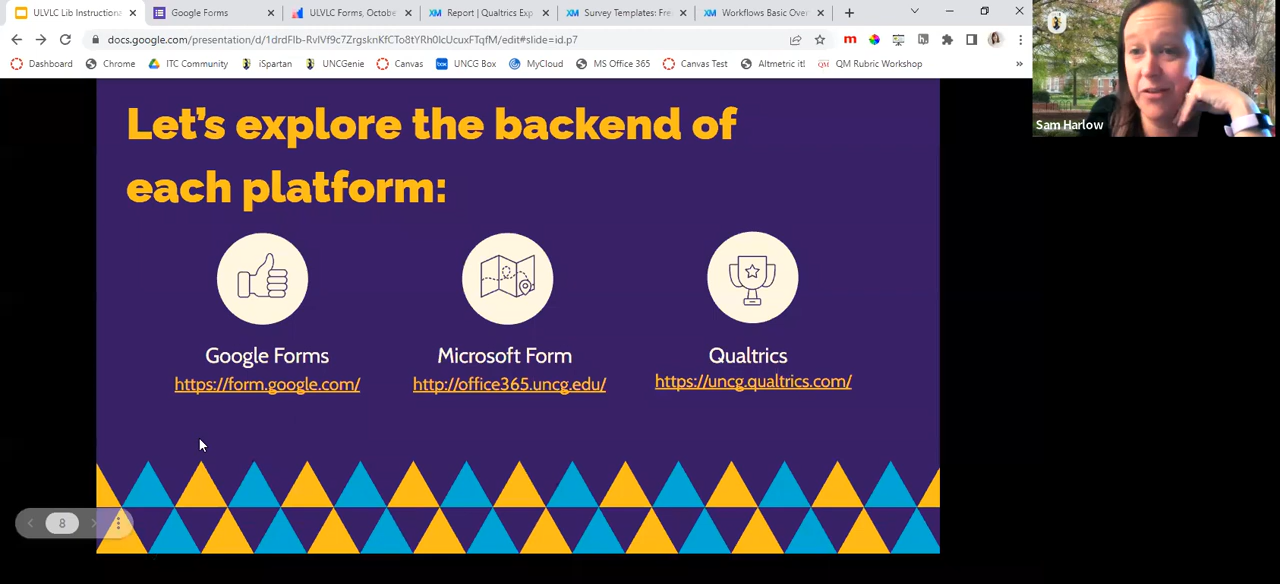 ULVLC Lib Instructiona
Google Forms
ULVLC Forms, Octobe
Report | Qualtrics Exp
Survey Templates: Fre
Workflows Basic Over
docs.google.com/presentation/d/1drdFlb-RvlVf9c7ZrgsknKfCTo8tYRh0lcUcuxFTqfM/edit#slide=id.p7
Dashboard
Chrome
ITC Community
iSpartan
UNCGenie
Canvas
UNCG Box
MyCloud
MS Office 365
Canvas Test
Altmetric it!
QM Rubric Workshop
Sam Harlow
Let's explore the backend of
each platform:
Google Forms
https://form.google.com/
Microsoft Form
http://office365.uncg.edu/
Qualtrics
https://uncg.qualtrics.com/
8